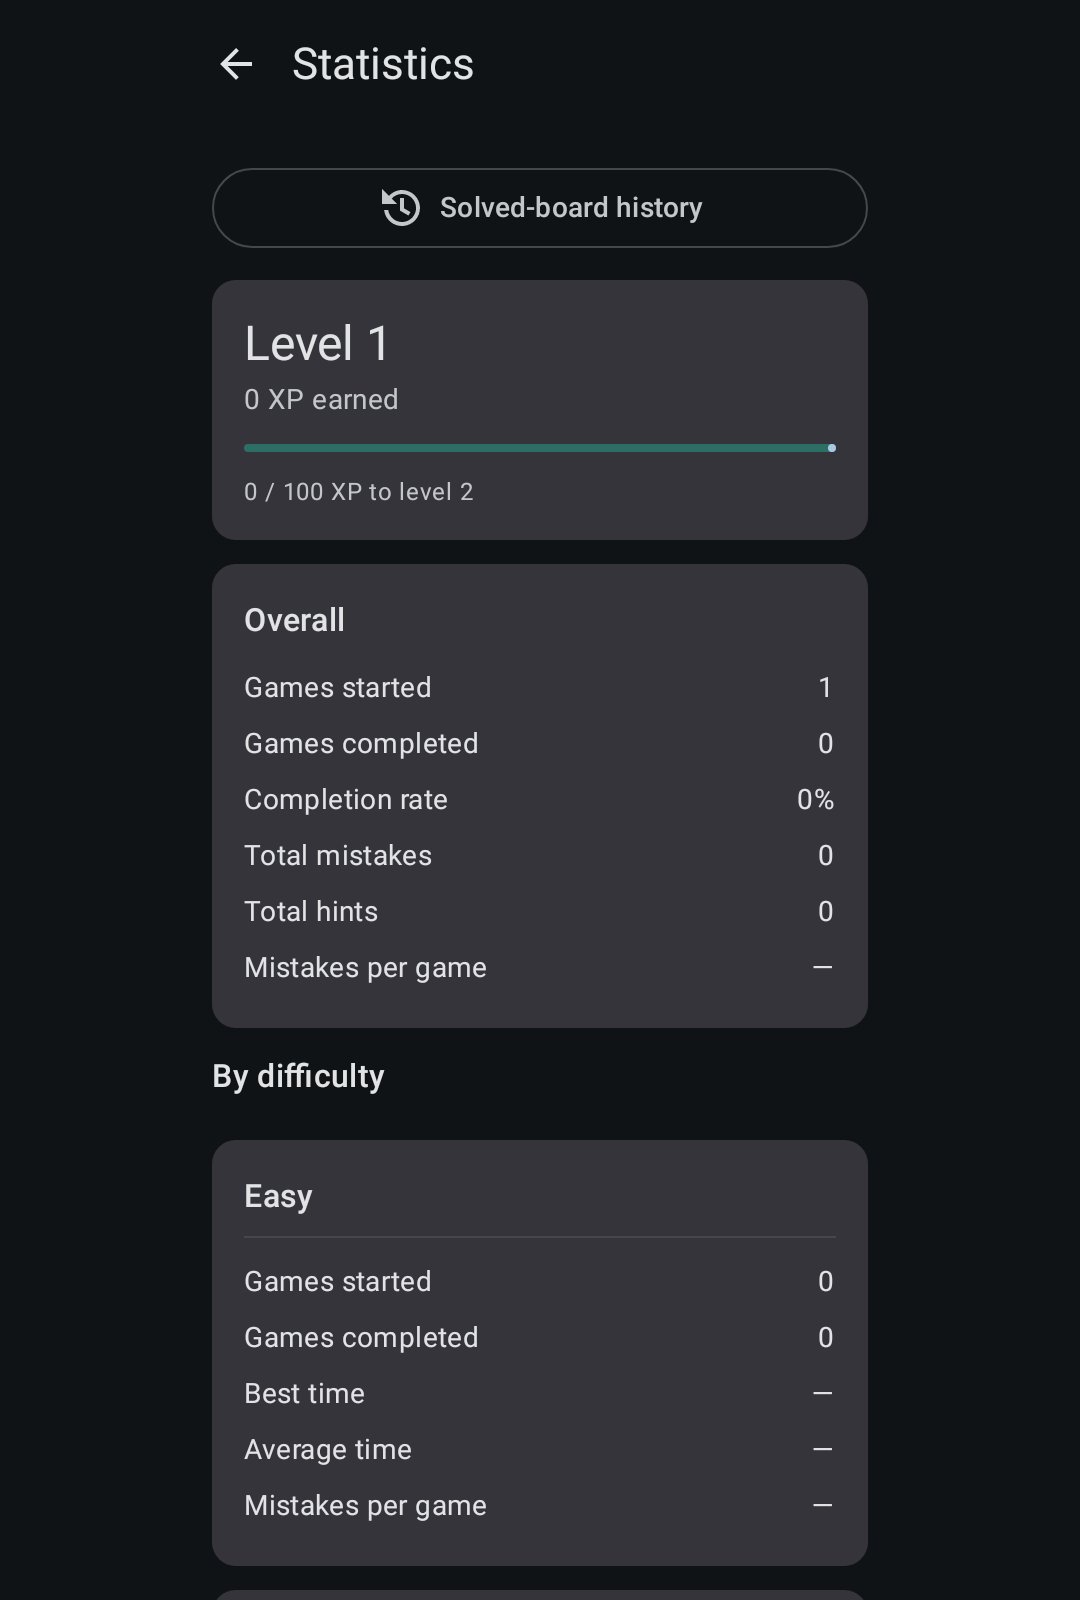 Statistics
Solved-board history
Level 1
0 XP earned
0 / 100 XP to level 2
Overall
Games started 1
Games completed 0
Completion rate 0%
Total mistakes 0
Total hints 0
Mistakes per game —
By difficulty
Easy
Games started 0
Games completed 0
Best time —
Average time —
Mistakes per game —